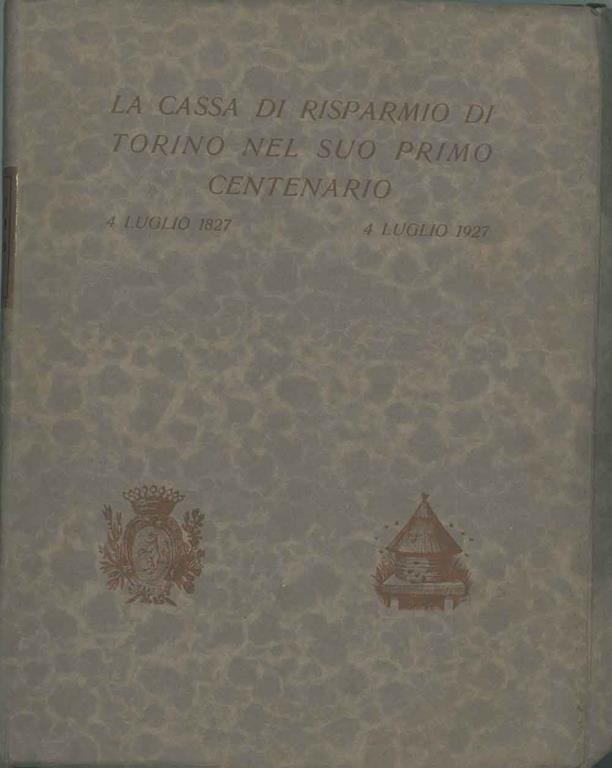 LA CASSA DI RISPARMIO DI
TORINO NEL SUO PRIMO
CENTENARIO
4 LUGLIO 1827 4 LUGLIO 1927